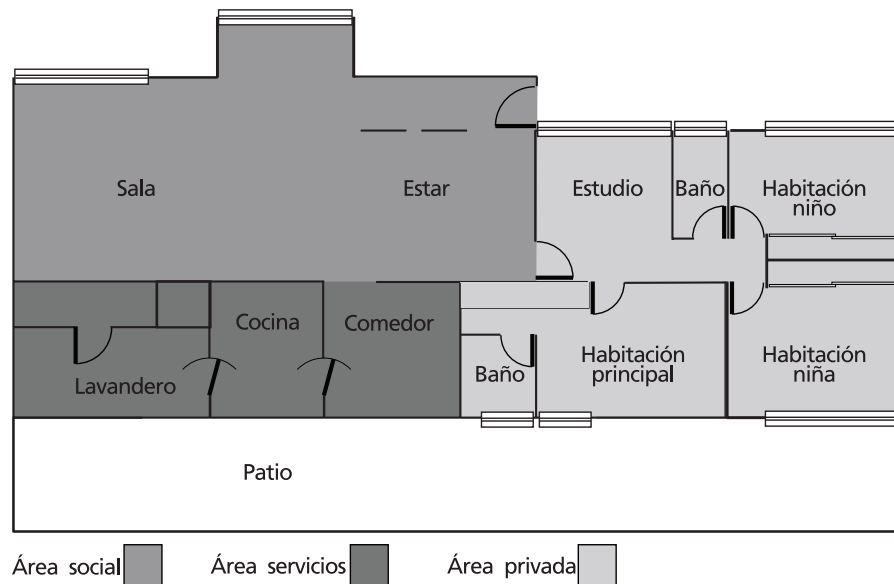 Sala
Estar
Estudio
Baño
Habitación
niño
Cocina
Comedor
Lavandero
Baño
Habitación
principal
Habitación
niña
Patio
Área social
Área servicios
Área privada